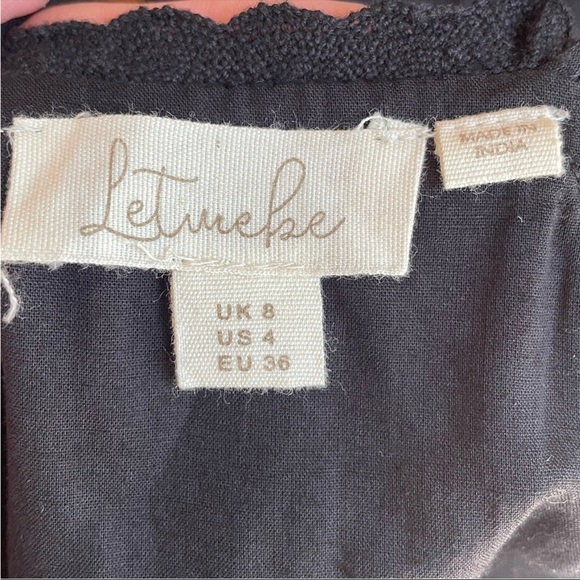 Letmebe
MADE IN
INDIA
UK 8
US 4
EU 36